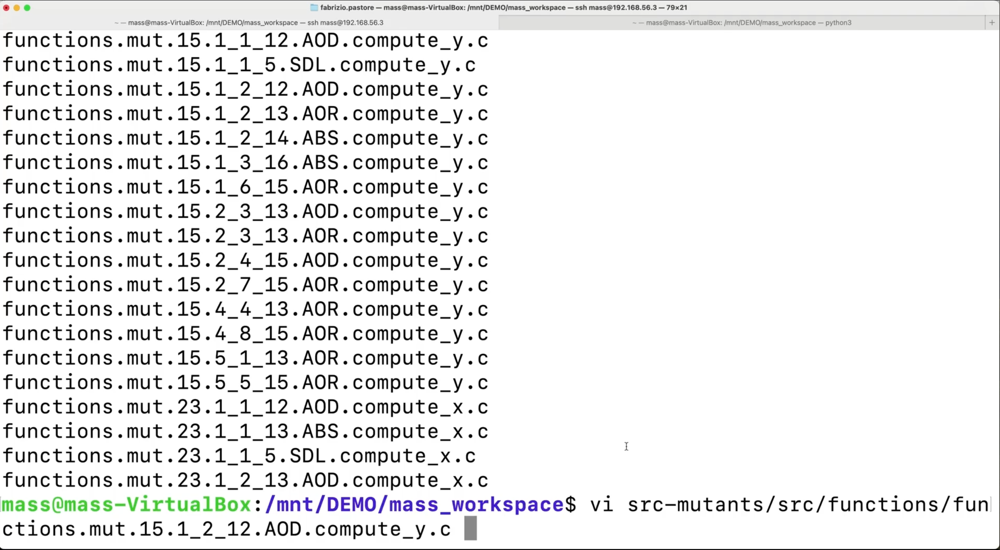 fabrizio.pastore — mass@mass-VirtualBox: /mnt/DEMO/mass_workspace — ssh mass@192.168.56.3 — 79×21
~ — mass@mass-VirtualBox: /mnt/DEMO/mass_workspace — ssh mass@192.168.56.3
~ — mass@mass-VirtualBox: /mnt/DEMO/mass_workspace — python3 +
functions.mut.15.1_1_12.AOD.compute_y.c
functions.mut.15.1_1_5.SDL.compute_y.c
functions.mut.15.1_2_12.AOD.compute_y.c
functions.mut.15.1_2_13.AOR.compute_y.c
functions.mut.15.1_2_14.ABS.compute_y.c
functions.mut.15.1_3_16.ABS.compute_y.c
functions.mut.15.1_6_15.AOR.compute_y.c
functions.mut.15.2_3_13.AOD.compute_y.c
functions.mut.15.2_3_13.AOR.compute_y.c
functions.mut.15.2_4_15.AOD.compute_y.c
functions.mut.15.2_7_15.AOR.compute_y.c
functions.mut.15.4_4_13.AOR.compute_y.c
functions.mut.15.4_8_15.AOR.compute_y.c
functions.mut.15.5_1_13.AOR.compute_y.c
functions.mut.15.5_5_15.AOR.compute_y.c
functions.mut.23.1_1_12.AOD.compute_x.c
functions.mut.23.1_1_13.ABS.compute_x.c
functions.mut.23.1_1_5.SDL.compute_x.c
functions.mut.23.1_2_13.AOD.compute_x.c
mass@mass-VirtualBox:/mnt/DEMO/mass_workspace$ vi src-mutants/src/functions/fun
ctions.mut.15.1_2_12.AOD.compute_y.c